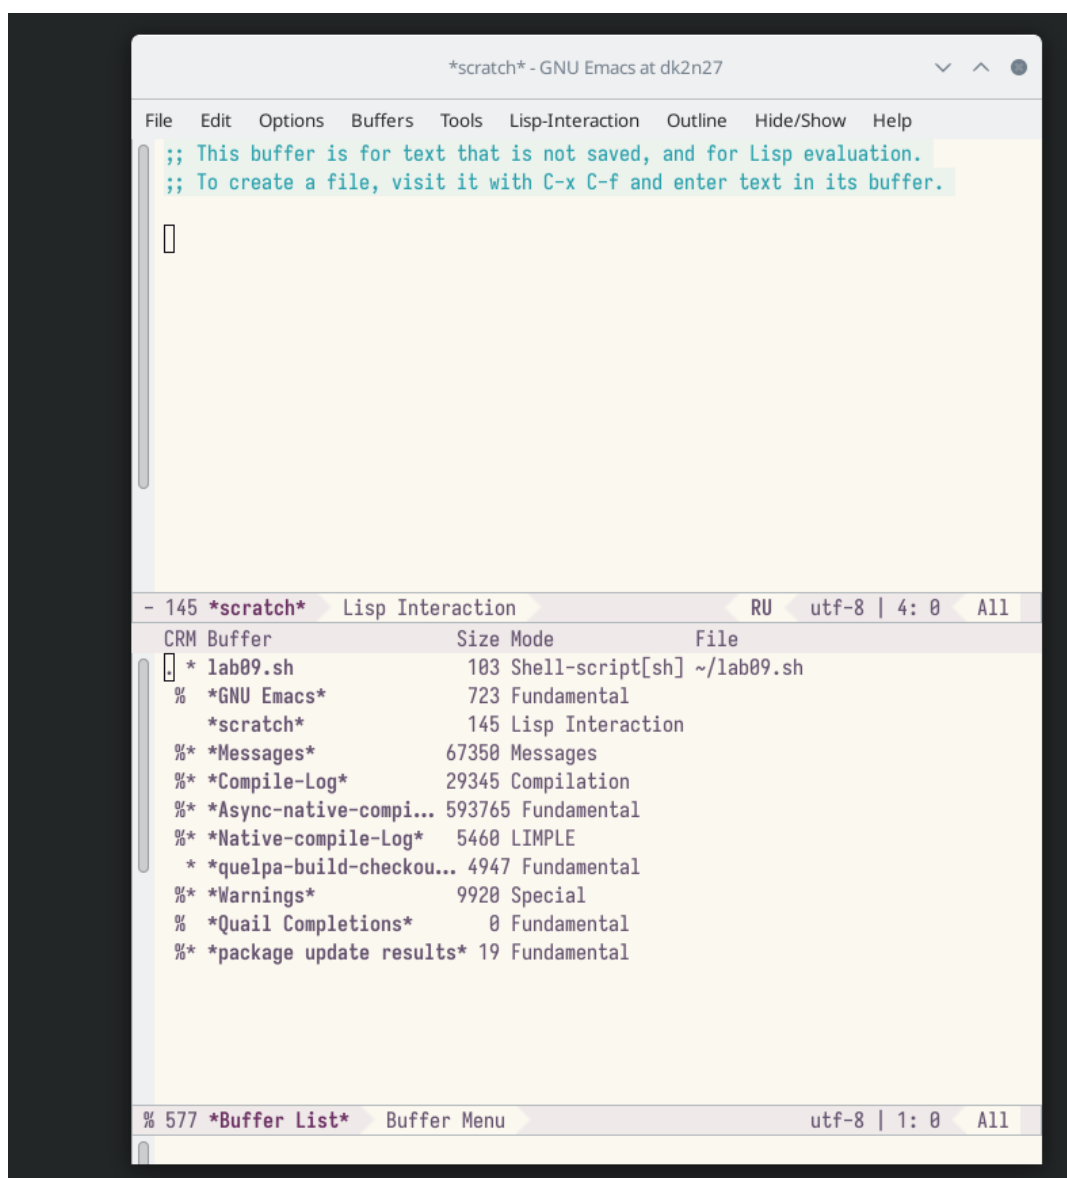 *scratch* - GNU Emacs at dk2n27
File Edit Options Buffers Tools Lisp-Interaction Outline Hide/Show Help
;; This buffer is for text that is not saved, and for Lisp evaluation.
;; To create a file, visit it with C-x C-f and enter text in its buffer.
- 145 *scratch* Lisp Interaction RU utf-8 | 4: 0 All
CRM Buffer Size Mode File
. * lab09.sh 103 Shell-script[sh] ~/lab09.sh
% *GNU Emacs* 723 Fundamental
*scratch* 145 Lisp Interaction
%* *Messages* 67350 Messages
%* *Compile-Log* 29345 Compilation
%* *Async-native-compi... 593765 Fundamental
%* *Native-compile-Log* 5460 LIMPLE
* *quelpa-build-checkou... 4947 Fundamental
%* *Warnings* 9920 Special
% *Quail Completions* 0 Fundamental
%* *package update results* 19 Fundamental
% 577 *Buffer List* Buffer Menu utf-8 | 1: 0 All